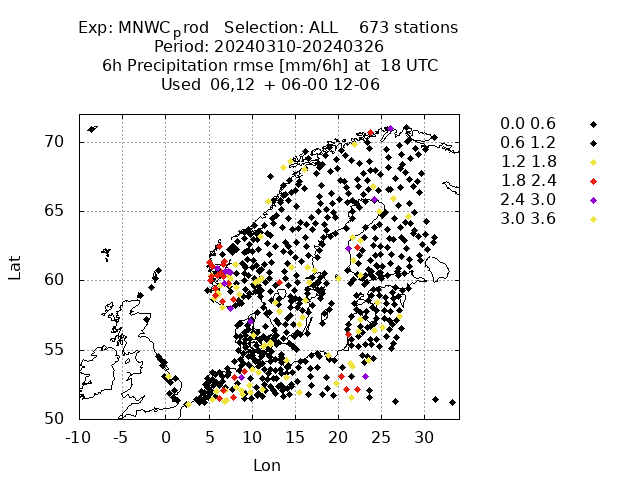 Exp: MNWCprod Selection: ALL 673 stations
Period: 20240310-20240326
6h Precipitation rmse [mm/6h] at 18 UTC
Used 06,12 + 06-00 12-06
0.0 0.6
0.6 1.2
1.2 1.8
1.8 2.4
2.4 3.0
3.0 3.6
70
65
60
55
50
Lat
-10 -5 0 5 10 15 20 25 30
Lon